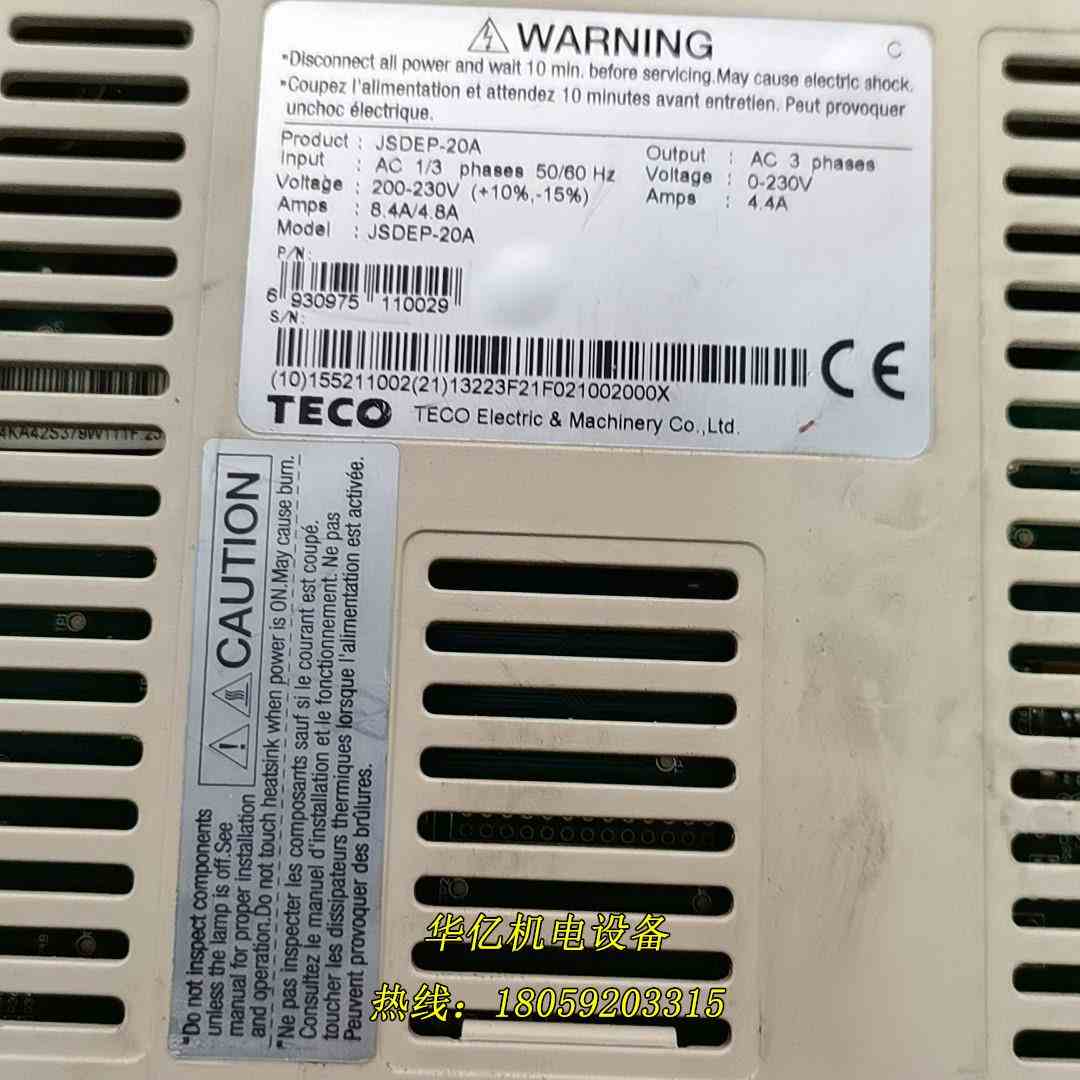 WARNING
C
*Disconnect all power and wait 10 min. before servicing.May cause electric shock.
*Coupez l'alimentation et attendez 10 minutes avant entretien. Peut provoquer
unchoc électrique.
Product : JSDEP-20A
Input : AC 1/3 phases 50/60 Hz
Voltage : 200-230V (+10%,-15%)
Amps : 8.4A/4.8A
Model : JSDEP-20A
Output : AC 3 phases
Voltage : 0-230V
Amps : 4.4A
P/N:
6 930975 110029
S/N:
(10)155211002(21)13223F21F021002000X
CE
TECO TECO Electric & Machinery Co.,Ltd.
CAUTION
*Do not inspect components
unless the lamp is off.See
manual for proper installation
and operation.Do not touch heatsink when power is ON.May cause burn.
*Ne pas inspecter les composants sauf si le courant est coupé.
Consultez le manuel d'installation et le fonctionnement. Ne pas
toucher les dissipateurs thermiques lorsque l'alimentation est activée.
Peuvent provoquer des brûlures.
华亿机电设备
热线：18059203315